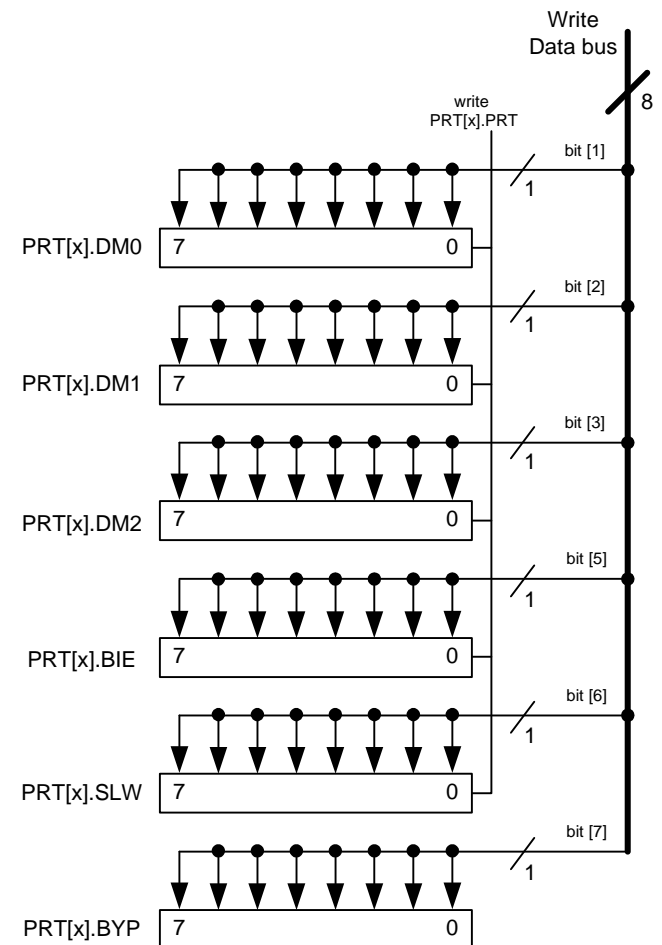 Write
Data bus
8
write
PRT[x].PRT
bit [1]
1
PRT[x].DM0 7 0
bit [2]
1
PRT[x].DM1 7 0
bit [3]
1
PRT[x].DM2 7 0
bit [5]
1
PRT[x].BIE 7 0
bit [6]
1
PRT[x].SLW 7 0
bit [7]
1
PRT[x].BYP 7 0